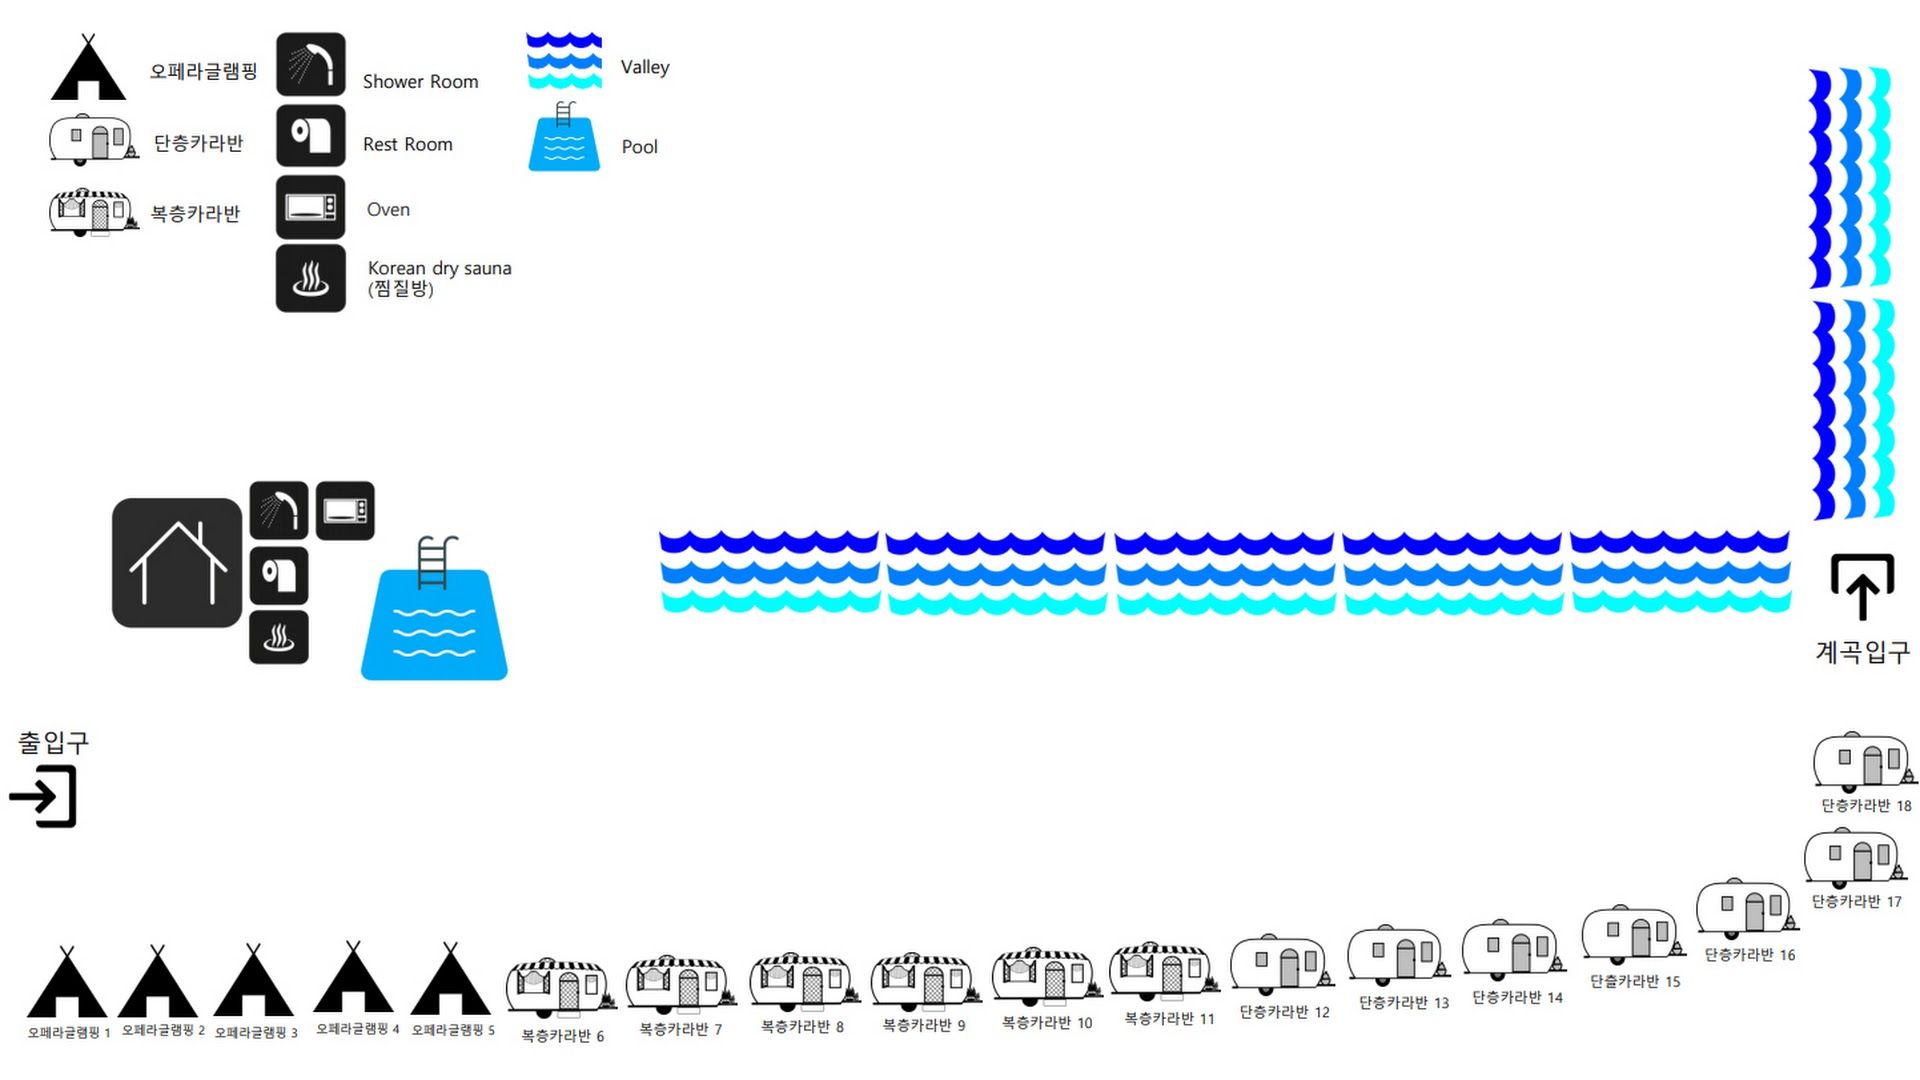 오페라글램핑
단층카라반
복층카라반
Shower Room
Rest Room
Oven
Korean dry sauna
(찜질방)
Valley
Pool
계곡입구
출입구
단층카라반 18
단층카라반 17
단층카라반 16
단층카라반 15
오페라글램핑 1
오페라글램핑 2
오페라글램핑 3
오페라글램핑 4
오페라글램핑 5
복층카라반 6
복층카라반 7
복층카라반 8
복층카라반 9
복층카라반 10
복층카라반 11
단층카라반 12
단층카라반 13
단층카라반 14